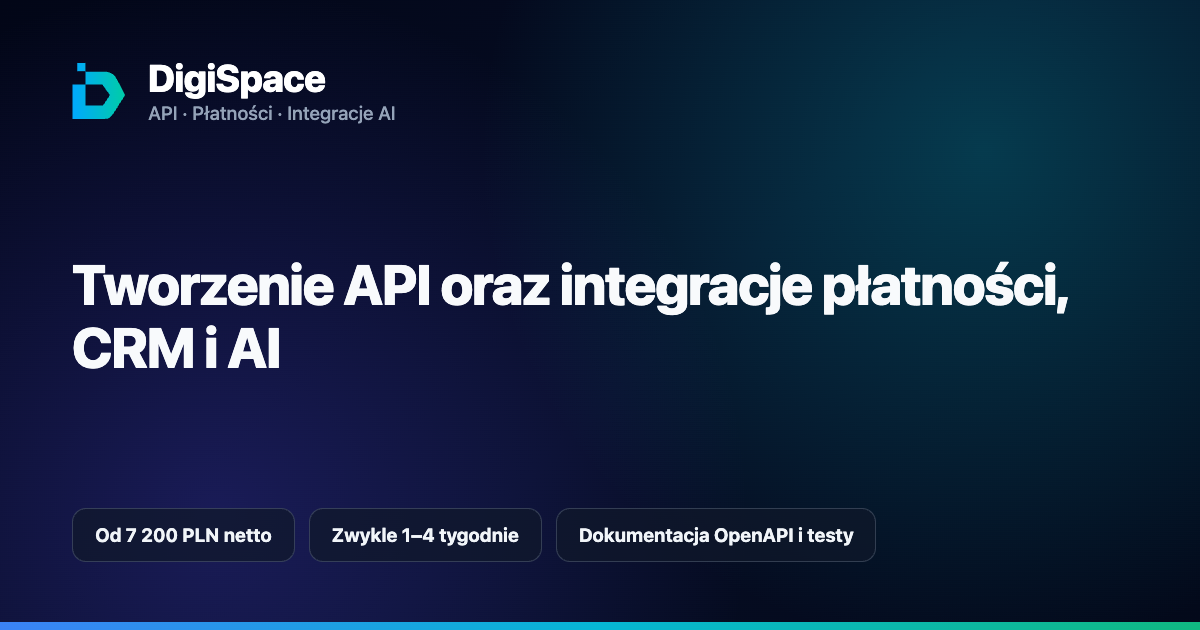 DigiSpace
API · Płatności · Integracje AI
Tworzenie API oraz integracje płatności,
CRM i AI
Od 7 200 PLN netto
Zwykle 1–4 tygodnie
Dokumentacja OpenAPI i testy